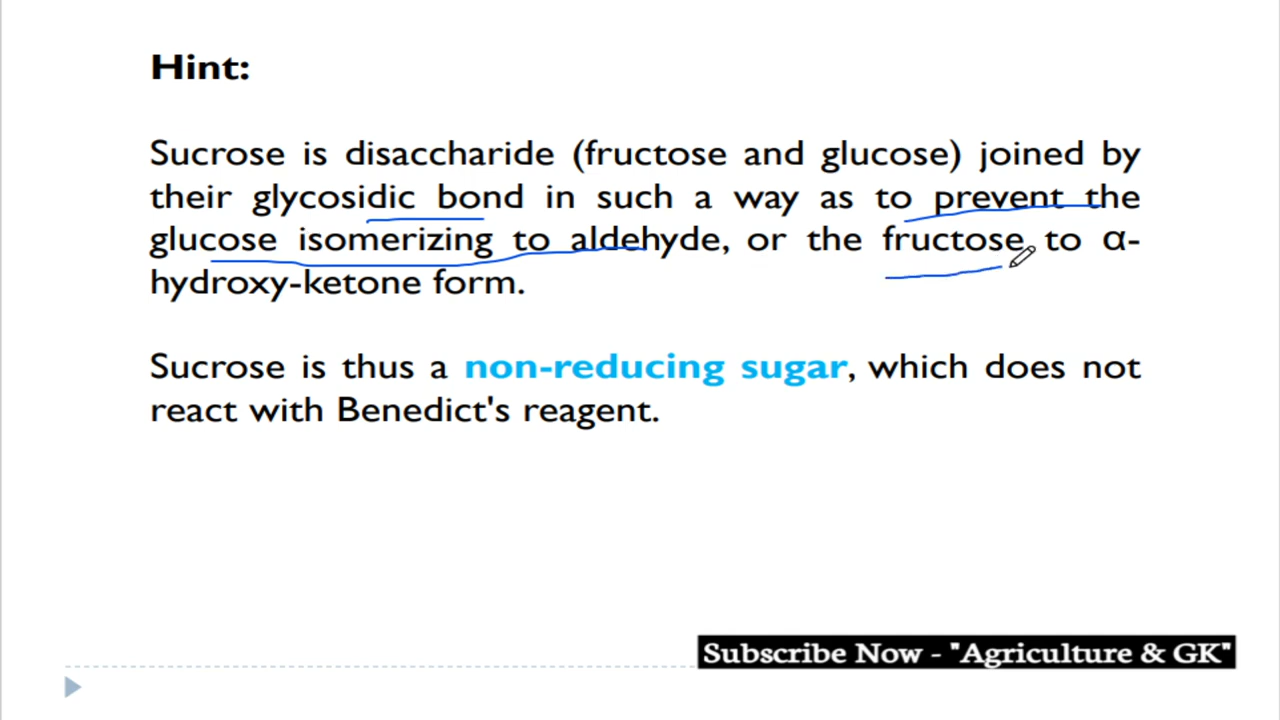 Hint:
Sucrose is disaccharide (fructose and glucose) joined by
their glycosidic bond in such a way as to prevent the
glucose isomerizing to aldehyde, or the fructose to α-
hydroxy-ketone form.
Sucrose is thus a non-reducing sugar, which does not
react with Benedict's reagent.
Subscribe Now - "Agriculture & GK"